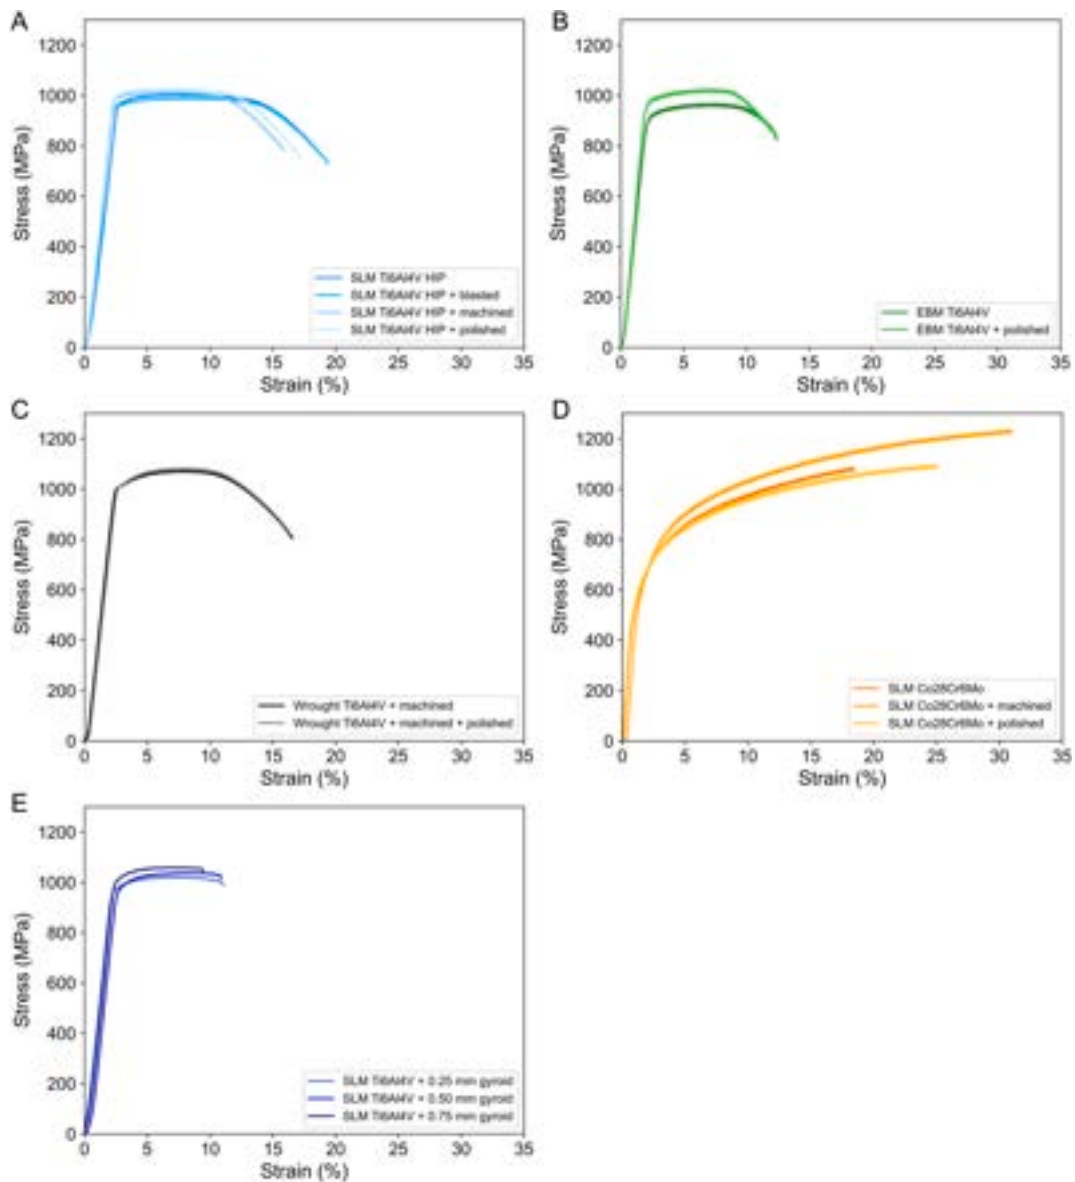 A
1200
1000
800
600
400
200
0
Stress (MPa)
SLM Ti6Al4V HIP
SLM Ti6Al4V HIP + blasted
SLM Ti6Al4V HIP + machined
SLM Ti6Al4V HIP + polished
0 5 10 15 20 25 30 35
Strain (%)
B
1200
1000
800
600
400
200
0
Stress (MPa)
EBM Ti6Al4V
EBM Ti6Al4V + polished
0 5 10 15 20 25 30 35
Strain (%)
C
1200
1000
800
600
400
200
0
Stress (MPa)
Wrought Ti6Al4V + machined
Wrought Ti6Al4V + machined + polished
0 5 10 15 20 25 30 35
Strain (%)
D
1200
1000
800
600
400
200
0
Stress (MPa)
SLM Co28Cr6Mo
SLM Co28Cr6Mo + machined
SLM Co28Cr6Mo + polished
0 5 10 15 20 25 30 35
Strain (%)
E
1200
1000
800
600
400
200
0
Stress (MPa)
SLM Ti6Al4V + 0.25 mm gyroid
SLM Ti6Al4V + 0.50 mm gyroid
SLM Ti6Al4V + 0.75 mm gyroid
0 5 10 15 20 25 30 35
Strain (%)